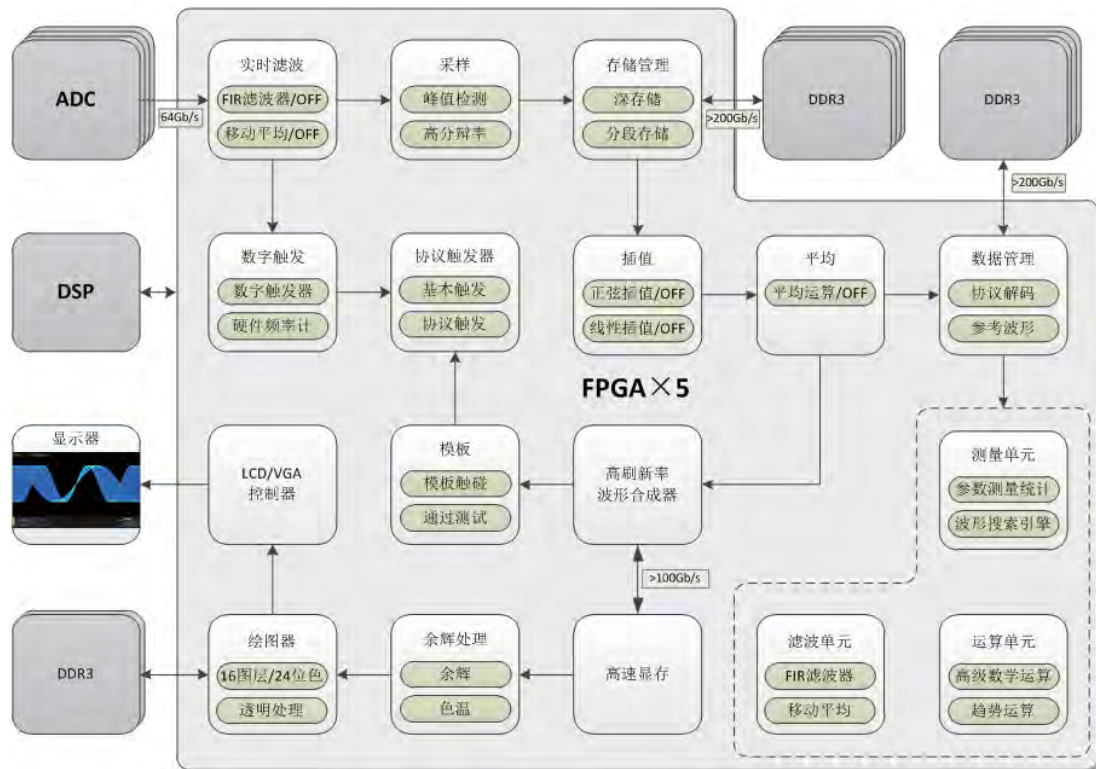 ADC
64Gb/s
实时滤波
FIR滤波器/OFF
移动平均/OFF
采样
峰值检测
高分辩率
存储管理
深存储
分段存储
>200Gb/s
DDR3
DDR3
>200Gb/s
DSP
数字触发
数字触发器
硬件频率计
协议触发器
基本触发
协议触发
插值
正弦插值/OFF
线性插值/OFF
平均
平均运算/OFF
数据管理
协议解码
参考波形
FPGA×5
显示器
LCD/VGA
控制器
模板
模板触碰
通过测试
高刷新率
波形合成器
测量单元
参数测量统计
波形搜索引擎
>100Gb/s
DDR3
绘图器
16图层/24位色
透明处理
余辉处理
余辉
色温
高速显存
滤波单元
FIR滤波器
移动平均
运算单元
高级数学运算
趋势运算